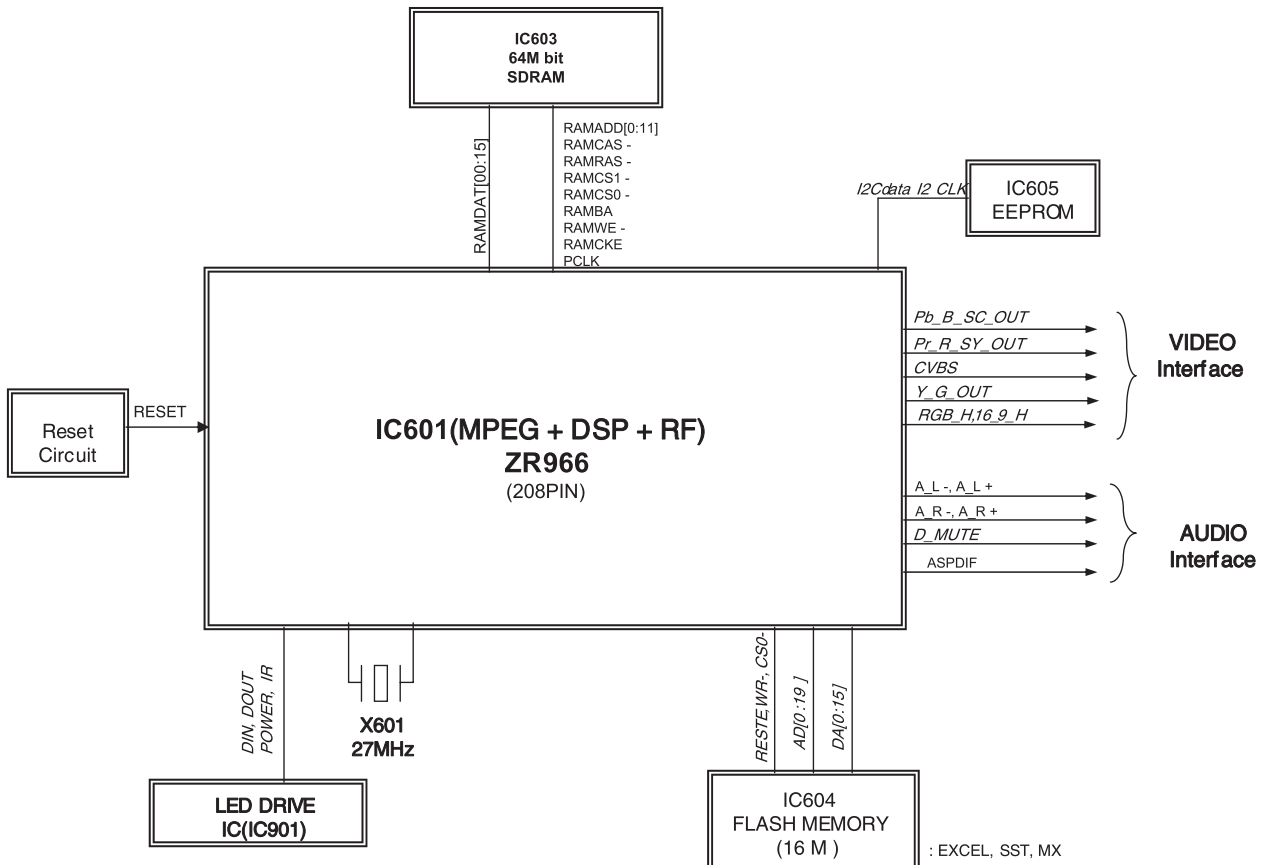 IC603
64M bit
SDRAM
RAMDAT[00:15]
RAMADD[0:11]
RAMCAS -
RAMRAS -
RAMCS1 -
RAMCS0 -
RAMBA
RAMWE -
RAMCKE
PCLK
I2Cdata I2 CLK
IC605
EEPROM
Reset
Circuit
RESET
IC601(MPEG + DSP + RF)
ZR966
(208PIN)
Pb_B_SC_OUT
Pr_R_SY_OUT
CVBS
Y_G_OUT
RGB_H,16_9_H
VIDEO
Interface
A_L -, A_L +
A_R -, A_R +
D_MUTE
ASPDIF
AUDIO
Interface
DIN, DOUT
POWER, IR
X601
27MHz
RESTE,WR-, CS0-
AD[0:19 ]
DA[0:15]
LED DRIVE
IC(IC901)
IC604
FLASH MEMORY
(16 M )
: EXCEL, SST, MX